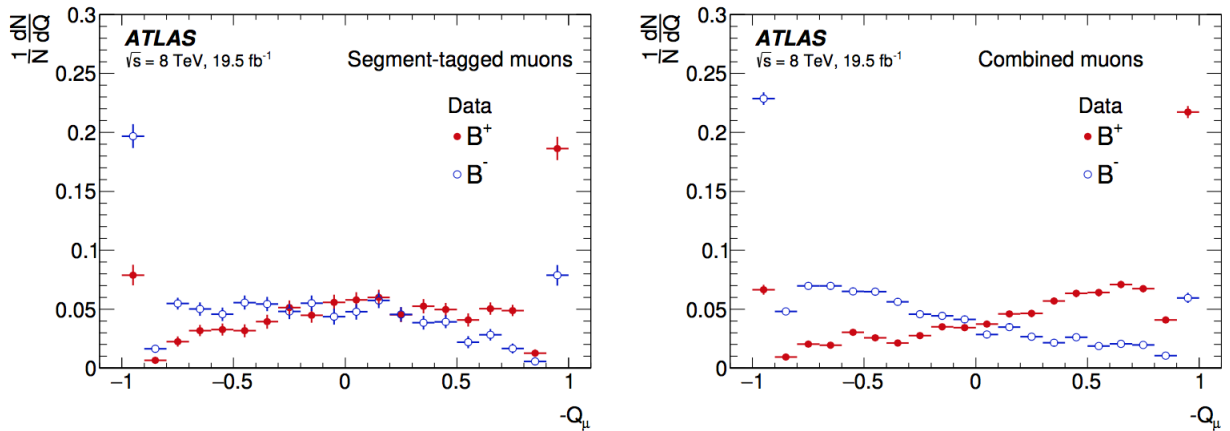 1/N dN/dQ
0.3
0.25
0.2
0.15
0.1
0.05
0
ATLAS
√s = 8 TeV, 19.5 fb⁻¹
Segment-tagged muons
Data
B⁺
B⁻
−1 −0.5 0 0.5 1
-Qμ
1/N dN/dQ
0.3
0.25
0.2
0.15
0.1
0.05
0
ATLAS
√s = 8 TeV, 19.5 fb⁻¹
Combined muons
Data
B⁺
B⁻
−1 −0.5 0 0.5 1
-Qμ